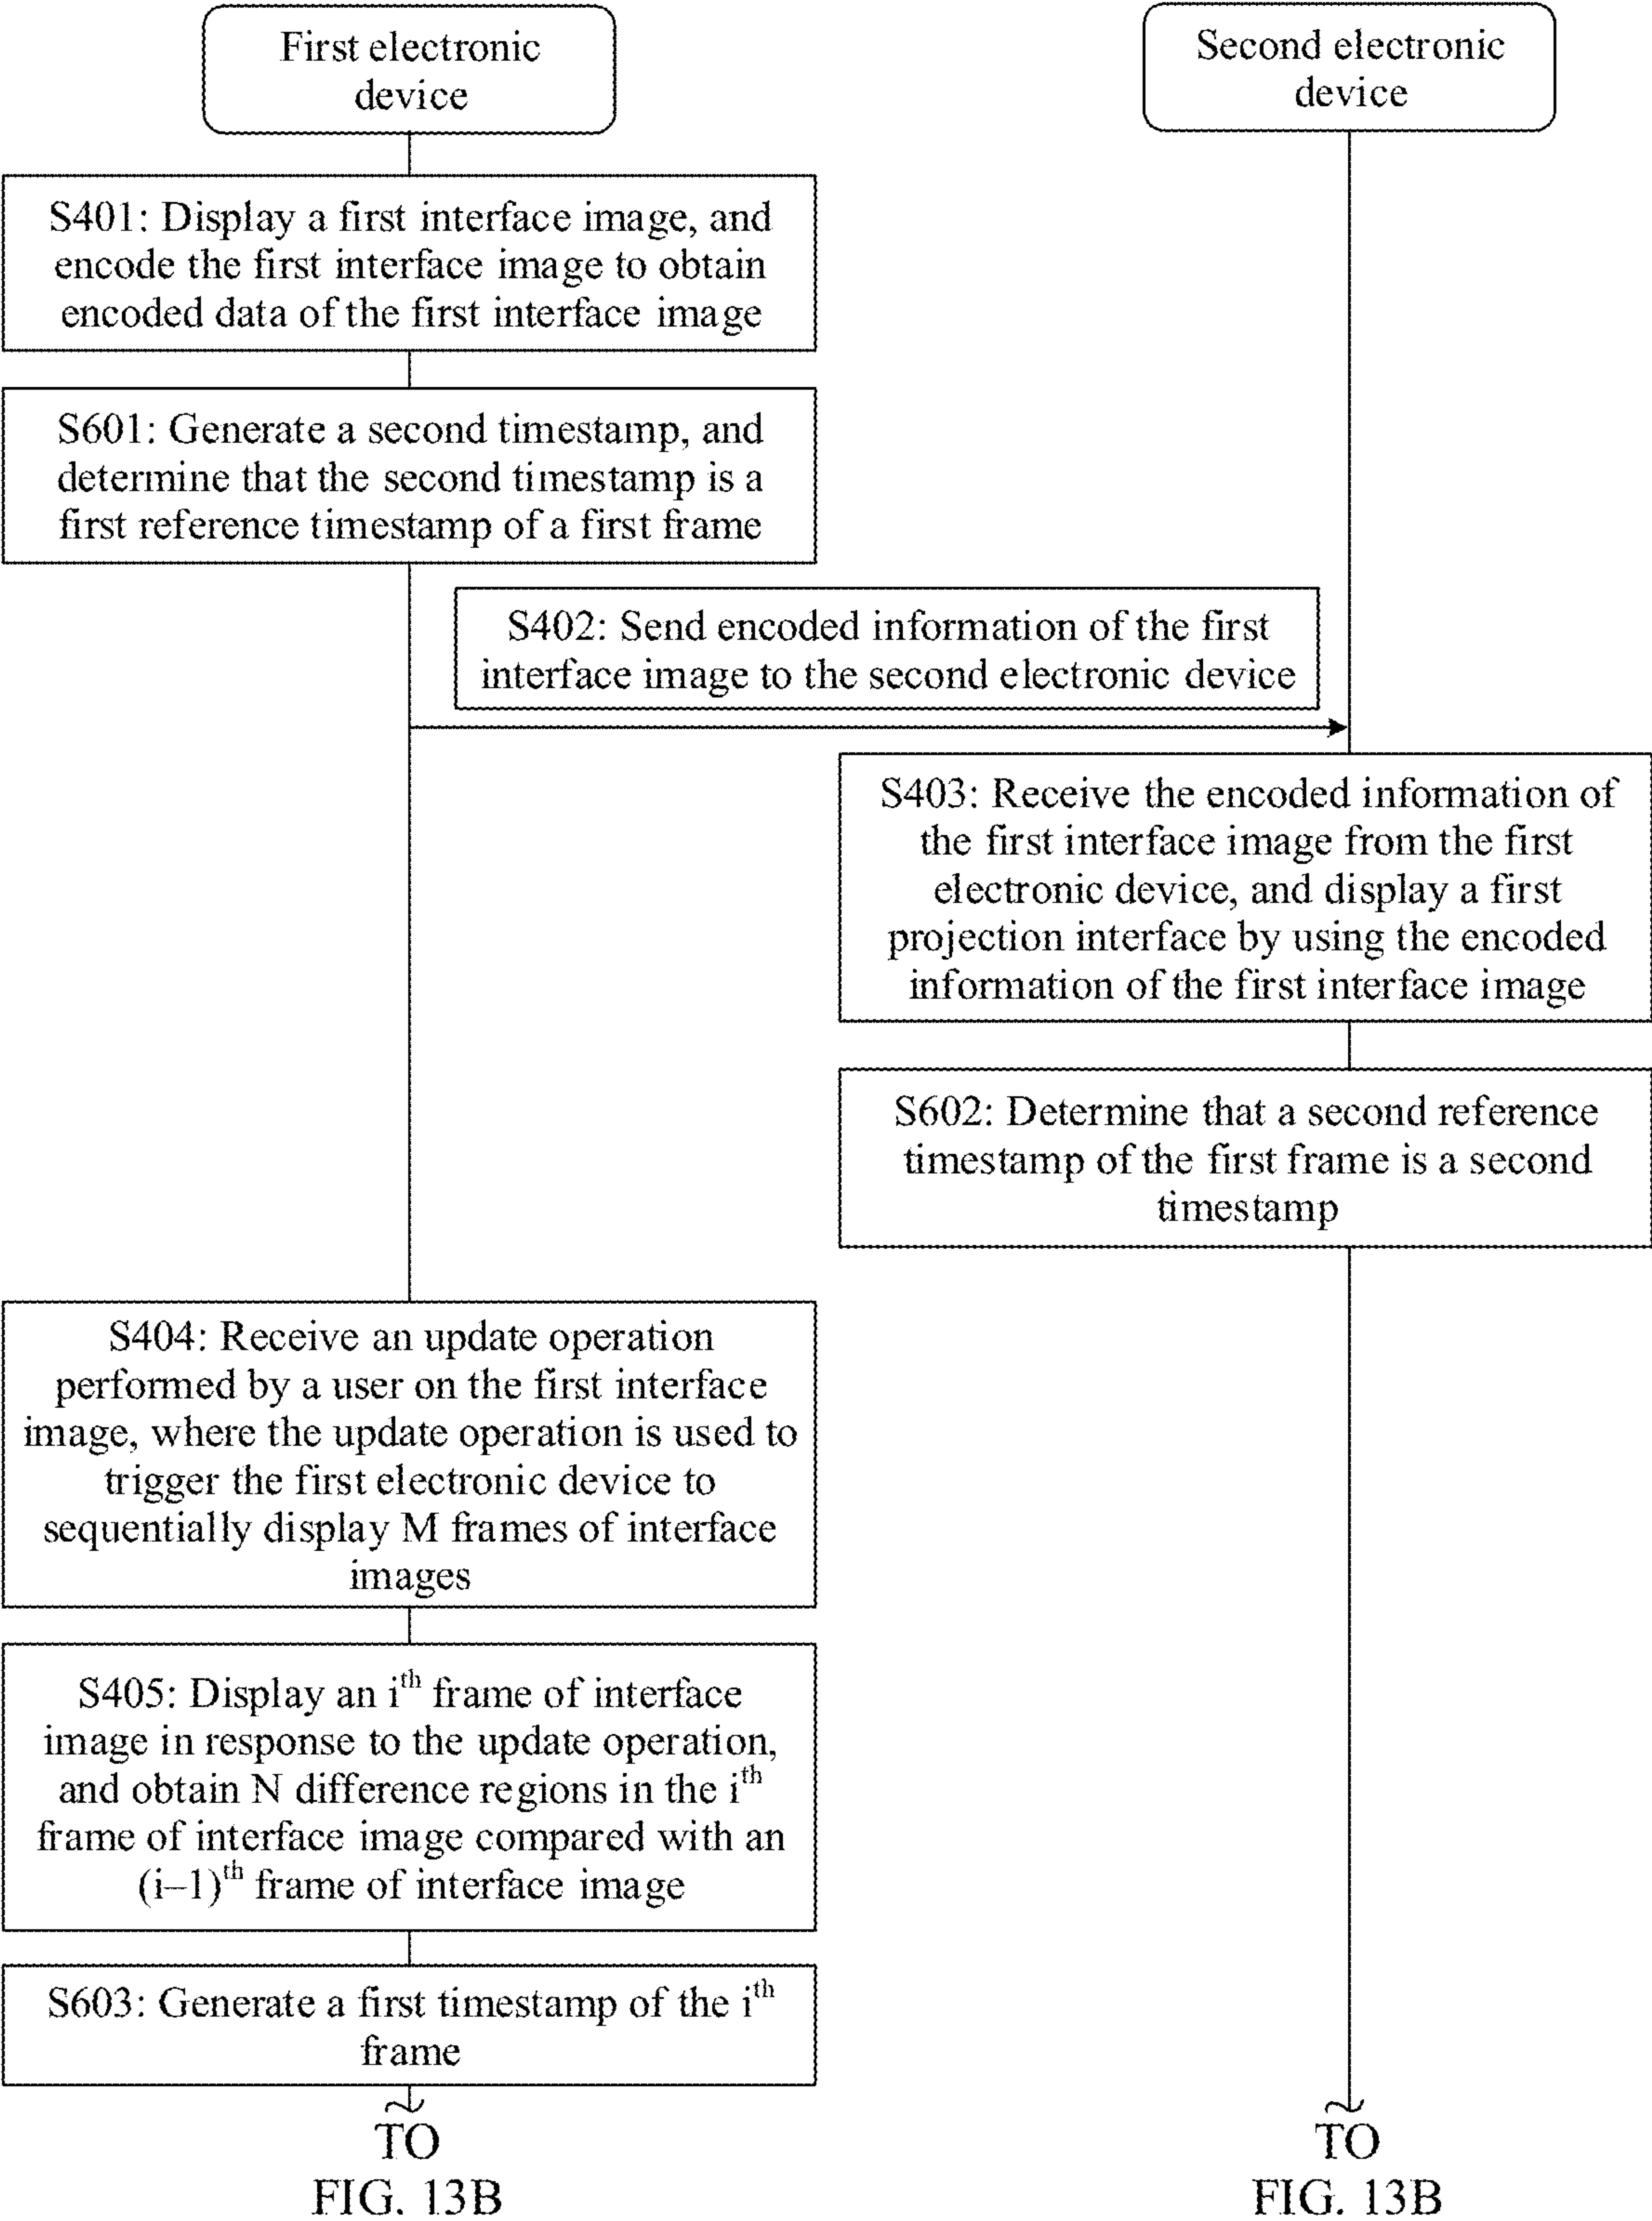 First electronic
device
Second electronic
device
S401: Display a first interface image, and
encode the first interface image to obtain
encoded data of the first interface image
S601: Generate a second timestamp, and
determine that the second timestamp is a
first reference timestamp of a first frame
S402: Send encoded information of the first
interface image to the second electronic device
S403: Receive the encoded information of
the first interface image from the first
electronic device, and display a first
projection interface by using the encoded
information of the first interface image
S602: Determine that a second reference
timestamp of the first frame is a second
timestamp
S404: Receive an update operation
performed by a user on the first interface
image, where the update operation is used to
trigger the first electronic device to
sequentially display M frames of interface
images
S405: Display an iᵗʰ frame of interface
image in response to the update operation,
and obtain N difference regions in the iᵗʰ
frame of interface image compared with an
(i–1)ᵗʰ frame of interface image
S603: Generate a first timestamp of the iᵗʰ
frame
TO
FIG. 13B
TO
FIG. 13B